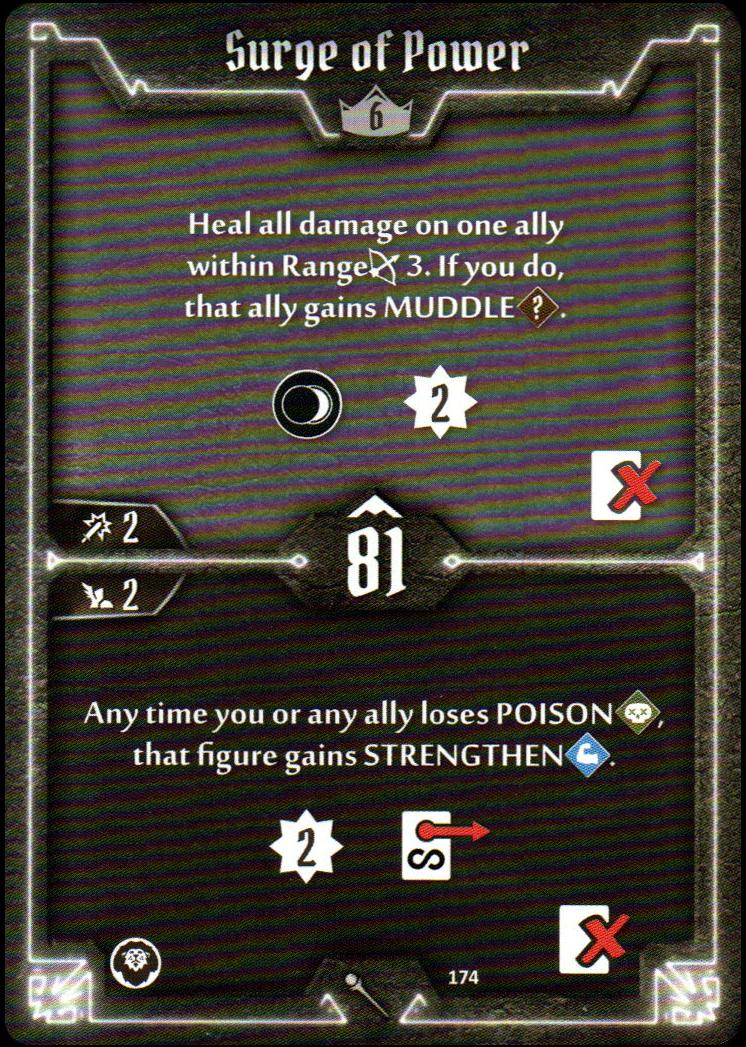 Surge of Power
6
Heal all damage on one ally
within Range 3. If you do,
that ally gains MUDDLE ? .
2
2
81
2
Any time you or any ally loses POISON ,
that figure gains STRENGTHEN .
2
∞
174